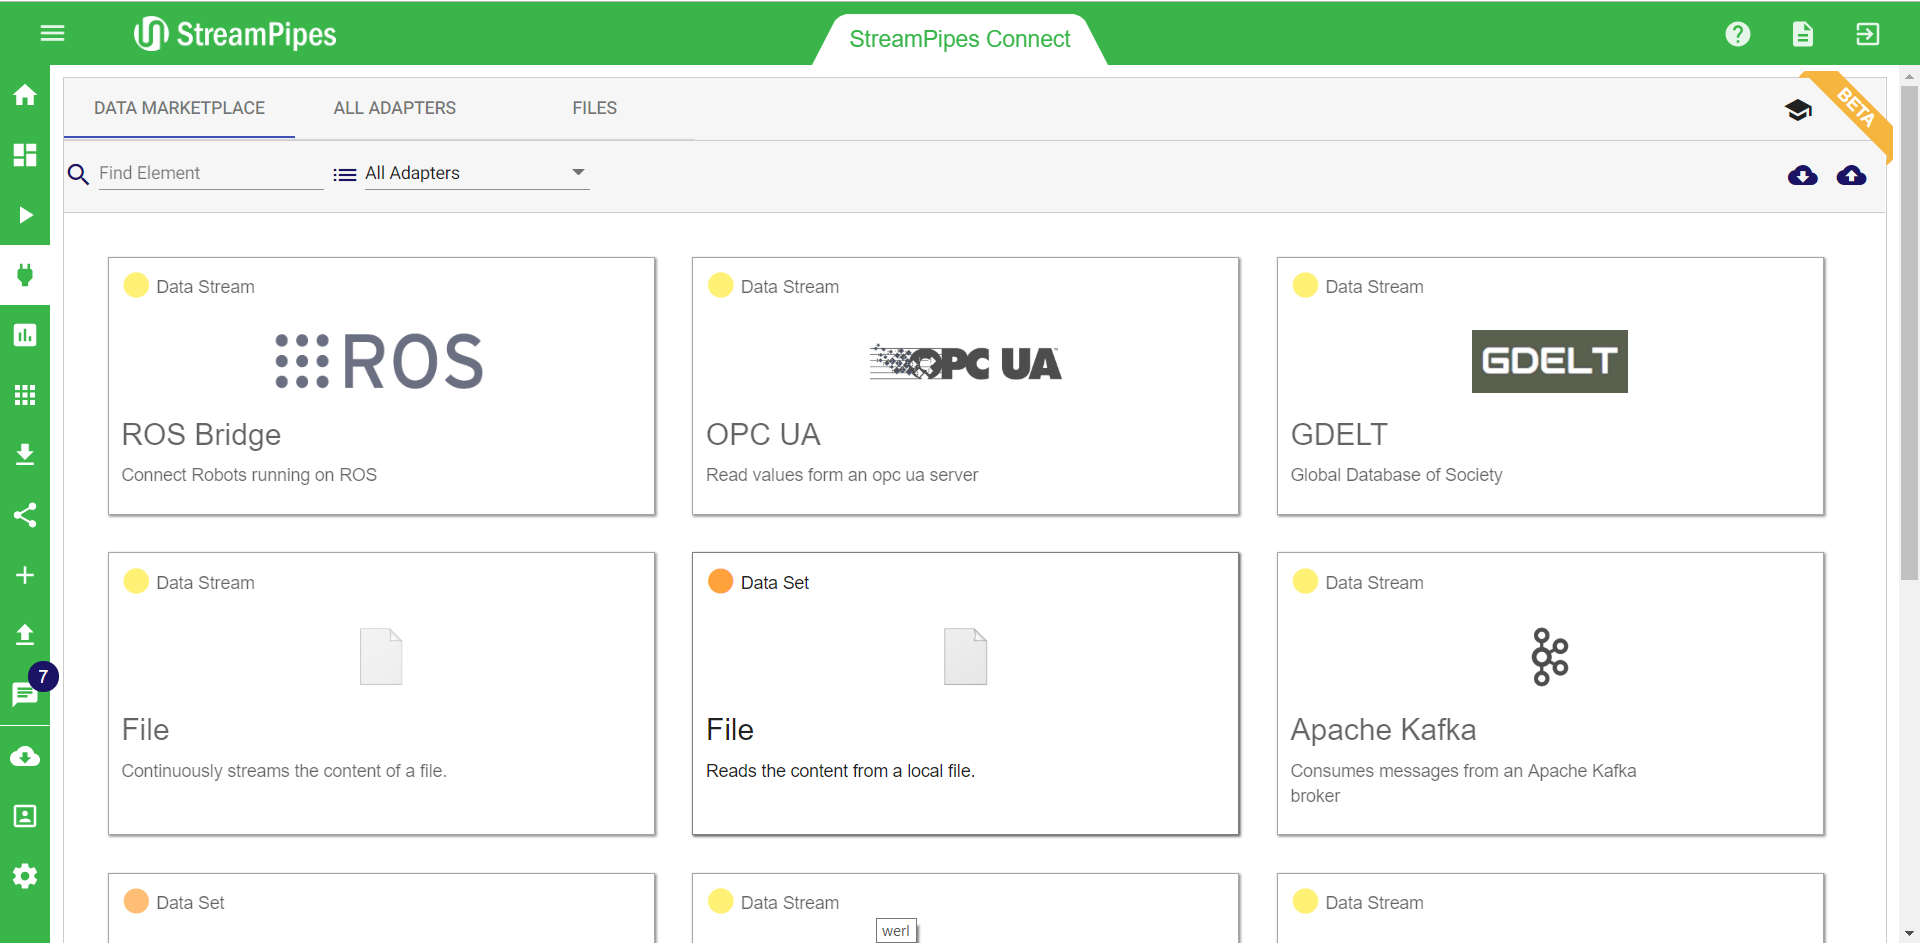 StreamPipes
StreamPipes Connect
DATA MARKETPLACE
ALL ADAPTERS
FILES
BETA
Find Element
All Adapters
Data Stream
ROS
ROS Bridge
Connect Robots running on ROS
Data Stream
OPC UA
OPC UA
Read values form an opc ua server
Data Stream
GDELT
GDELT
Global Database of Society
Data Stream
File
Continuously streams the content of a file.
Data Set
File
Reads the content from a local file.
Data Stream
Apache Kafka
Consumes messages from an Apache Kafka
broker
7
Data Set
Data Stream
werl
Data Stream